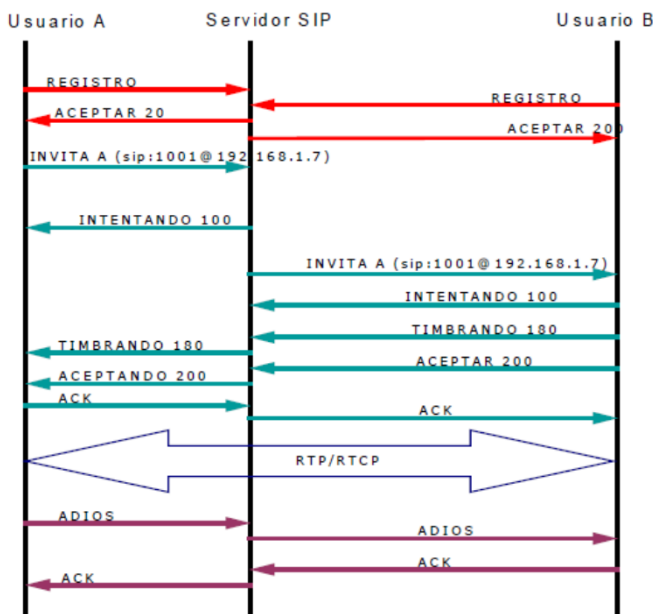 Usuario A
Servidor SIP
Usuario B
REGISTRO
REGISTRO
ACEPTAR 20
ACEPTAR 200
INVITA A (sip:1001@192.168.1.7)
INTENTANDO 100
INVITA A (sip:1001@192.168.1.7)
INTENTANDO 100
TIMBRANDO 180
TIMBRANDO 180
ACEPTAR 200
ACEPTANDO 200
ACK
ACK
RTP/RTCP
ADIOS
ADIOS
ACK
ACK